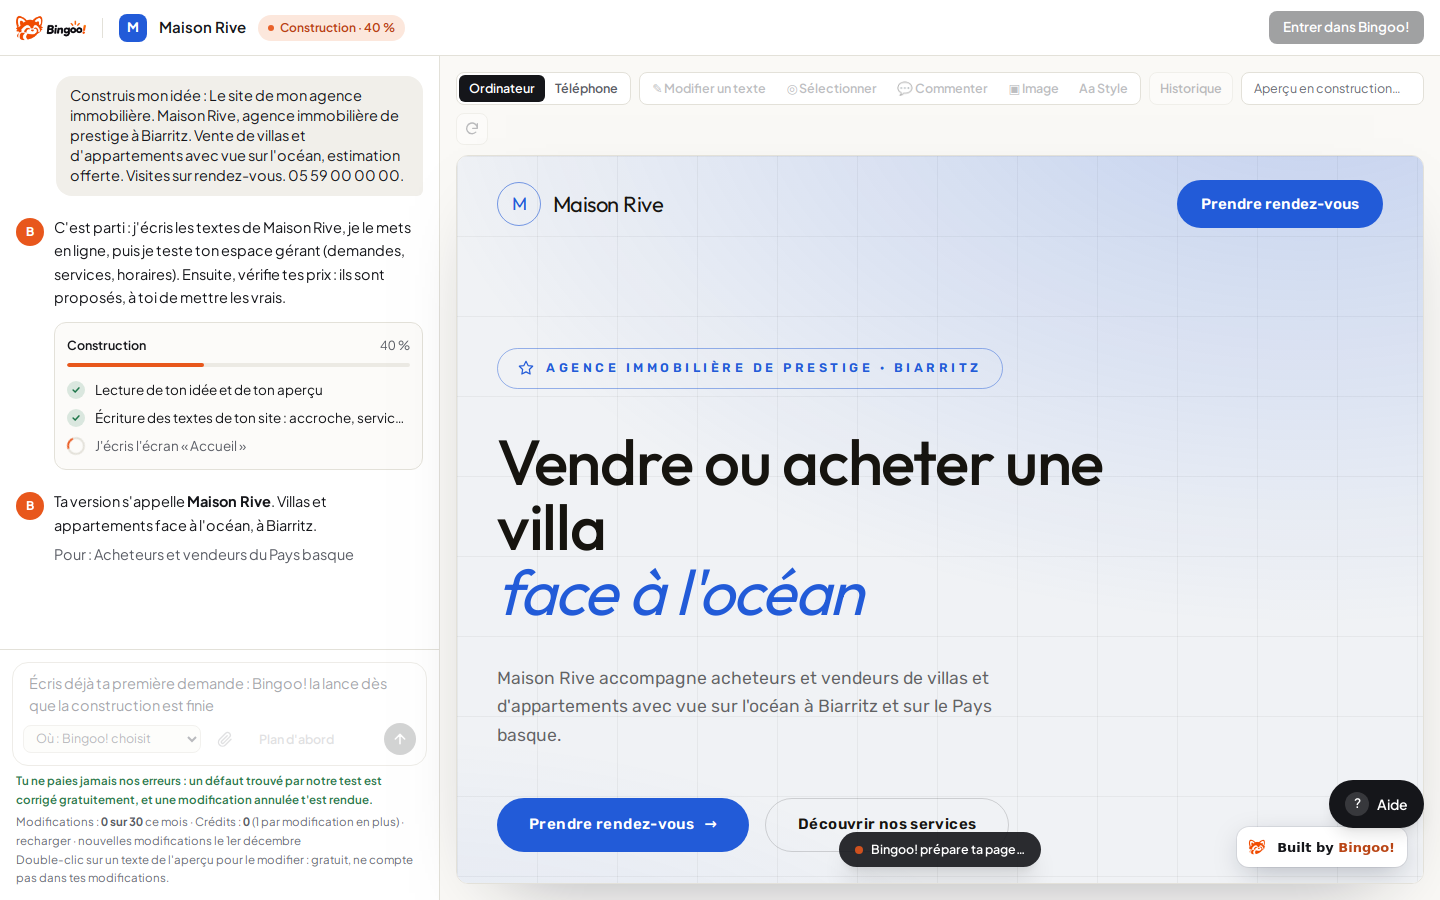 Bingoo!
M
Maison Rive
Construction · 40 %
Entrer dans Bingoo!
Construis mon idée : Le site de mon agence
immobilière. Maison Rive, agence immobilière de
prestige à Biarritz. Vente de villas et
d'appartements avec vue sur l'océan, estimation
offerte. Visites sur rendez-vous. 05 59 00 00 00.
B
C'est parti : j'écris les textes de Maison Rive, je le mets
en ligne, puis je teste ton espace gérant (demandes,
services, horaires). Ensuite, vérifie tes prix : ils sont
proposés, à toi de mettre les vrais.
Construction
40 %
Lecture de ton idée et de ton aperçu
Écriture des textes de ton site : accroche, servic…
J'écris l'écran « Accueil »
B
Ta version s'appelle Maison Rive. Villas et
appartements face à l'océan, à Biarritz.
Pour : Acheteurs et vendeurs du Pays basque
Écris déjà ta première demande : Bingoo! la lance dès
que la construction est finie
Où : Bingoo! choisit
Plan d'abord
Tu ne paies jamais nos erreurs : un défaut trouvé par notre test est
corrigé gratuitement, et une modification annulée t'est rendue.
Modifications : 0 sur 30 ce mois · Crédits : 0 (1 par modification en plus) ·
recharger · nouvelles modifications le 1er décembre
Double-clic sur un texte de l'aperçu pour le modifier : gratuit, ne compte
pas dans tes modifications.
Ordinateur
Téléphone
Modifier un texte
Sélectionner
Commenter
Image
Aa Style
Historique
Aperçu en construction…
M
Maison Rive
Prendre rendez-vous
AGENCE IMMOBILIÈRE DE PRESTIGE • BIARRITZ
Vendre ou acheter une
villa
face à l'océan
Maison Rive accompagne acheteurs et vendeurs de villas et
d'appartements avec vue sur l'océan à Biarritz et sur le Pays
basque.
Prendre rendez-vous →
Découvrir nos services
Bingoo! prépare ta page…
? Aide
Built by Bingoo!